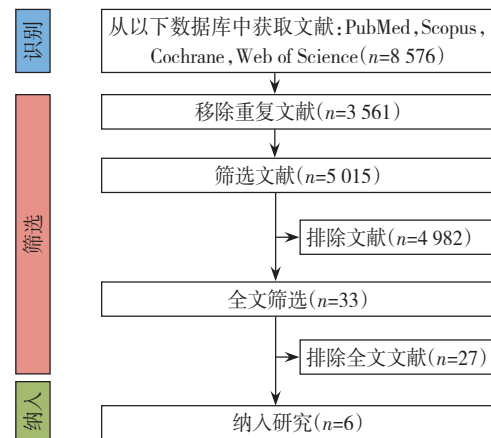 识别
从以下数据库中获取文献:PubMed,Scopus,
Cochrane,Web of Science(n=8 576)
筛选
移除重复文献(n=3 561)
筛选文献(n=5 015)
排除文献(n=4 982)
全文筛选(n=33)
排除全文文献(n=27)
纳入
纳入研究(n=6)